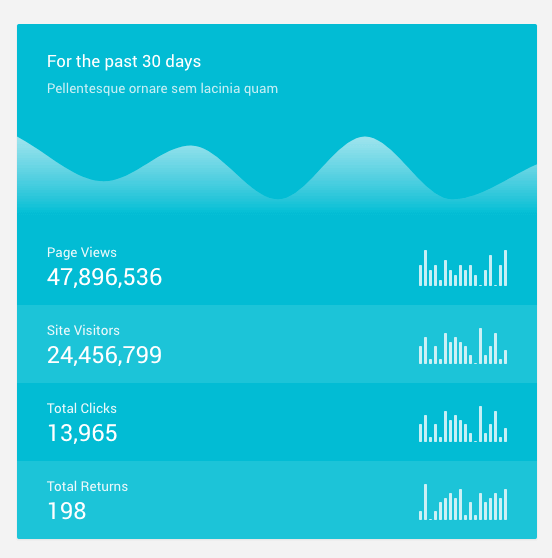 For the past 30 days
Pellentesque ornare sem lacinia quam
Page Views
47,896,536
Site Visitors
24,456,799
Total Clicks
13,965
Total Returns
198